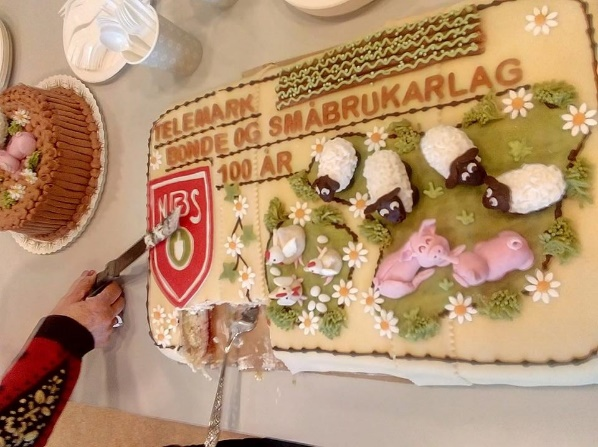 TELEMARK
BONDE OG SMÅBRUKARLAG
100 ÅR
NBS